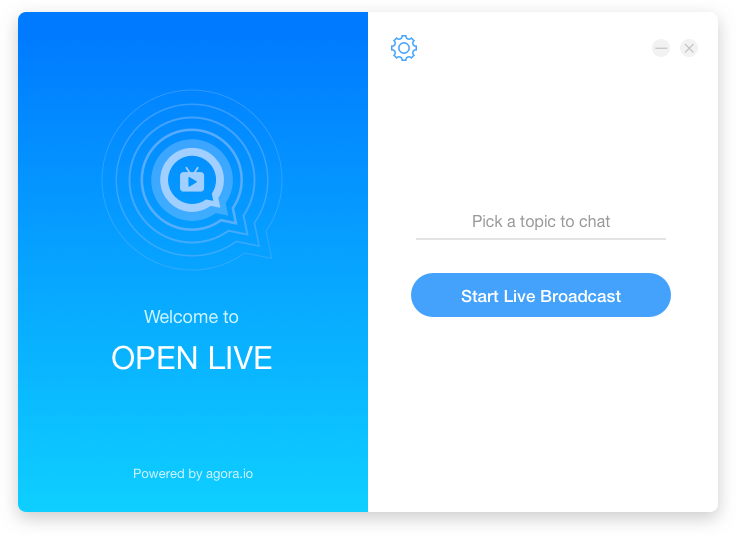 Welcome to
OPEN LIVE
Powered by agora.io
Pick a topic to chat
Start Live Broadcast